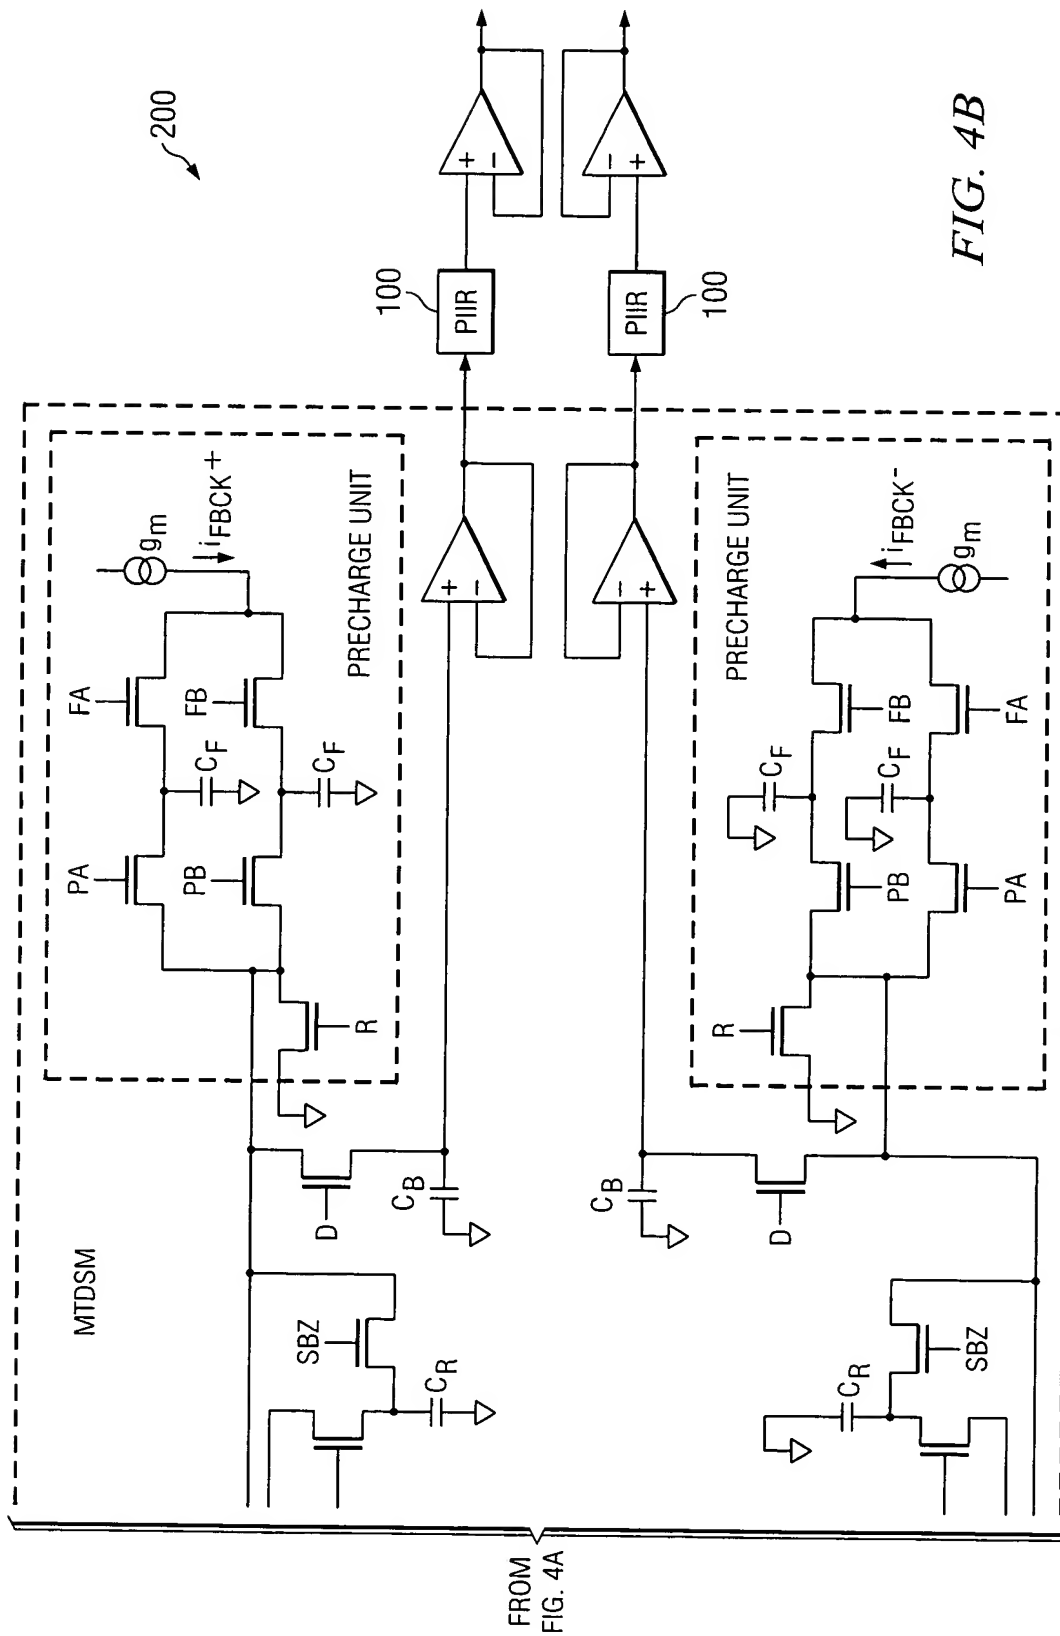 200
MTDSM
PA
FA
PB
FB
C_F
C_F
g_m
i_FBCK+
R
PRECHARGE UNIT
D
C_B
SBZ
C_R
+
−
100
PIIR
+
−
−
+
PIIR
100
−
+
C_B
D
SBZ
C_R
PRECHARGE UNIT
R
C_F
C_F
PB
FB
PA
FA
i_FBCK-
g_m
FROM
FIG. 4A
FIG. 4B